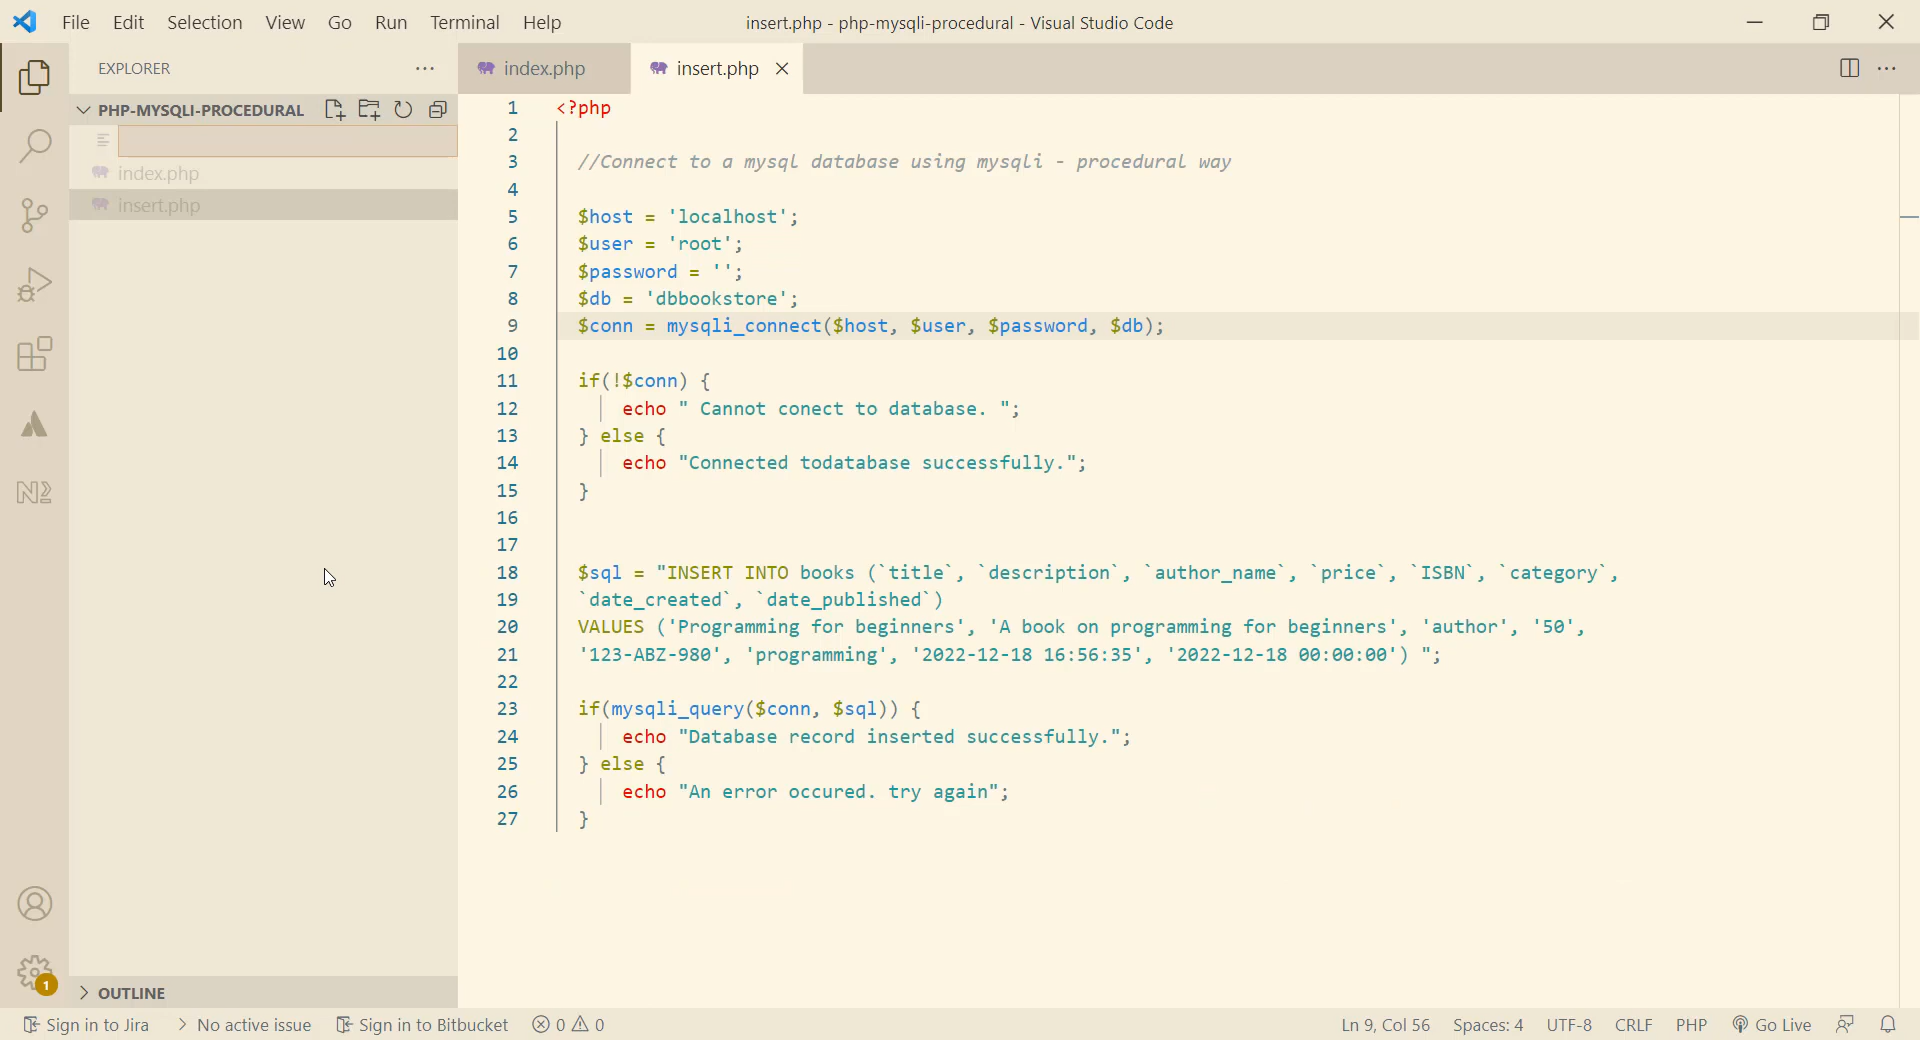 File Edit Selection View Go Run Terminal Help
insert.php - php-mysqli-procedural - Visual Studio Code
EXPLORER
index.php
insert.php
PHP-MYSQLI-PROCEDURAL
index.php
insert.php
1 <?php
2
3 //Connect to a mysql database using mysqli - procedural way
4
5 $host = 'localhost';
6 $user = 'root';
7 $password = '';
8 $db = 'dbbookstore';
9 $conn = mysqli_connect($host, $user, $password, $db);
10
11 if(!$conn) {
12 echo " Cannot conect to database. ";
13 } else {
14 echo "Connected todatabase successfully.";
15 }
16
17
18 $sql = "INSERT INTO books (`title`, `description`, `author_name`, `price`, `ISBN`, `category`,
19 `date_created`, `date_published`)
20 VALUES ('Programming for beginners', 'A book on programming for beginners', 'author', '50',
21 '123-ABZ-980', 'programming', '2022-12-18 16:56:35', '2022-12-18 00:00:00') ";
22
23 if(mysqli_query($conn, $sql)) {
24 echo "Database record inserted successfully.";
25 } else {
26 echo "An error occured. try again";
27 }
1
OUTLINE
Sign in to Jira
No active issue
Sign in to Bitbucket
0
0
Ln 9, Col 56
Spaces: 4
UTF-8
CRLF
PHP
Go Live